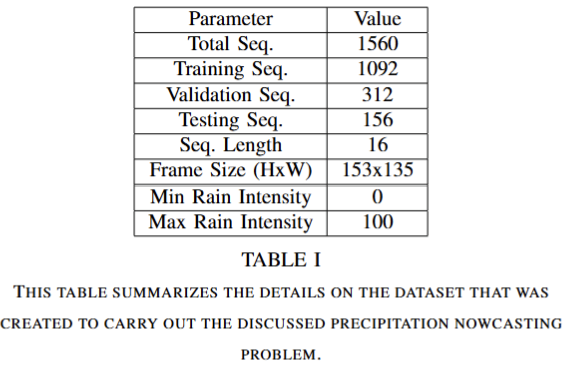 Parameter Value
Total Seq. 1560
Training Seq. 1092
Validation Seq. 312
Testing Seq. 156
Seq. Length 16
Frame Size (HxW) 153x135
Min Rain Intensity 0
Max Rain Intensity 100
TABLE I
THIS TABLE SUMMARIZES THE DETAILS ON THE DATASET THAT WAS
CREATED TO CARRY OUT THE DISCUSSED PRECIPITATION NOWCASTING
PROBLEM.